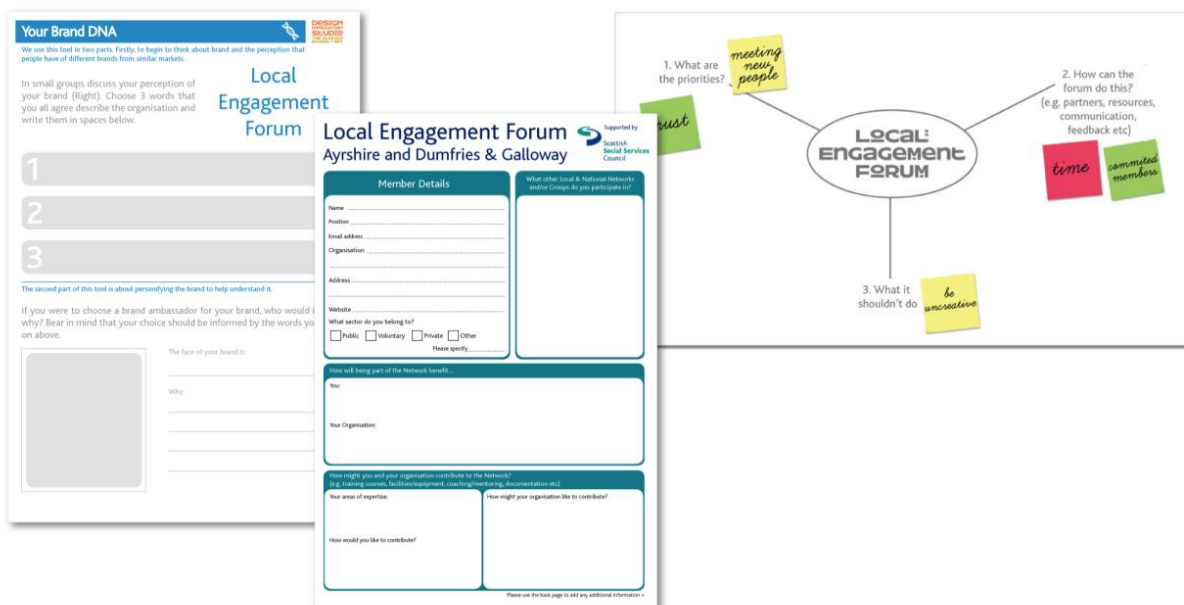 Your Brand DNA
DESIGN
INNOVATION
STUDIO
We use this tool in two parts. Firstly, to begin to think about brand and the perception that
people have of different brands from similar markets.
In small groups discuss your perception of
your brand (Right). Choose 3 words that
you all agree describe the organisation and
write them in spaces below.
Local
Engagement
Forum
1
2
3
The second part of this tool is about personifying the brand to help understand it.
If you were to choose a brand ambassador for your brand, who would
why? Bear in mind that your choice should be informed by the words
on above.
The face of your brand is
Why:
Local Engagement Forum
Ayrshire and Dumfries & Galloway
Supported by
Scottish
Social Services
Council
Member Details
Name
Position
Email address
Organisation
Address
Website
What sector do you belong to?
Public Voluntary Private Other
Please specify
What other Local & National Networks
and/or Groups do you participate in?
How will being part of the Network benefit...
You:
Your Organisation:
How might you and your organisation contribute to the Network?
(e.g. training courses, facilities/equipment, coaching/mentoring, documentation etc)
Your areas of expertise:
How would you like to contribute?
How might your organisation like to contribute?
Please use the back page to add any additional information »
1. What are
the priorities?
meeting
new
people
LOCAL
ENGAGEMENT
FORUM
2. How can the
forum do this?
(e.g. partners, resources,
communication,
feedback etc)
time
commited
members
3. What it
shouldn't do
be
uncreative